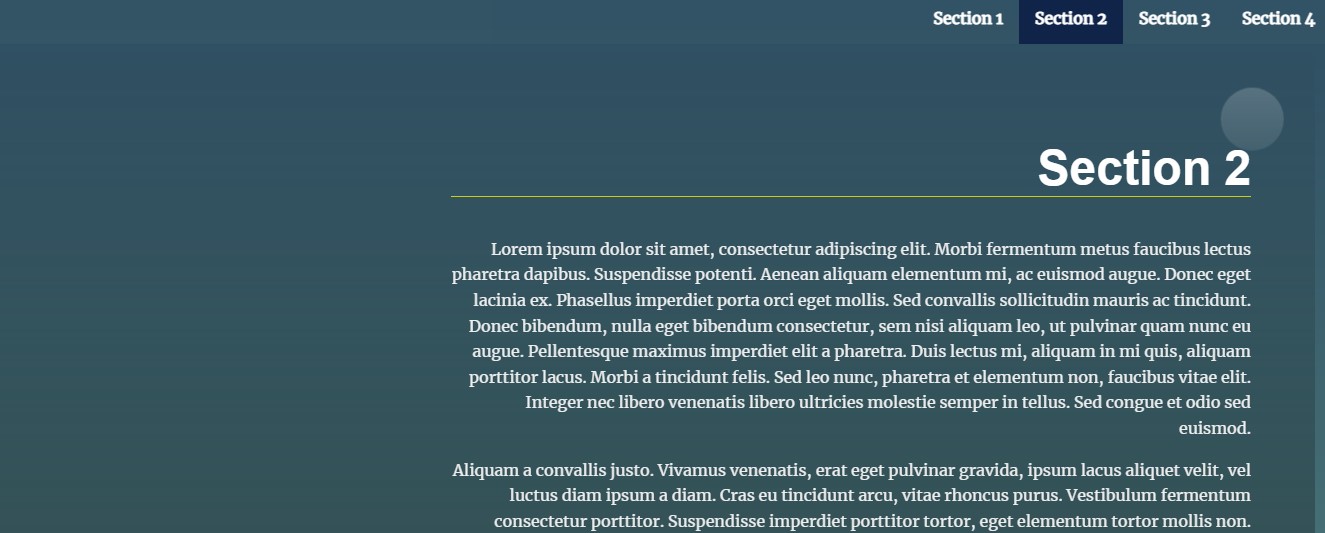 Section 1 Section 2 Section 3 Section 4
Section 2
Lorem ipsum dolor sit amet, consectetur adipiscing elit. Morbi fermentum metus faucibus lectus
pharetra dapibus. Suspendisse potenti. Aenean aliquam elementum mi, ac euismod augue. Donec eget
lacinia ex. Phasellus imperdiet porta orci eget mollis. Sed convallis sollicitudin mauris ac tincidunt.
Donec bibendum, nulla eget bibendum consectetur, sem nisi aliquam leo, ut pulvinar quam nunc eu
augue. Pellentesque maximus imperdiet elit a pharetra. Duis lectus mi, aliquam in mi quis, aliquam
porttitor lacus. Morbi a tincidunt felis. Sed leo nunc, pharetra et elementum non, faucibus vitae elit.
Integer nec libero venenatis libero ultricies molestie semper in tellus. Sed congue et odio sed
euismod.
Aliquam a convallis justo. Vivamus venenatis, erat eget pulvinar gravida, ipsum lacus aliquet velit, vel
luctus diam ipsum a diam. Cras eu tincidunt arcu, vitae rhoncus purus. Vestibulum fermentum
consectetur porttitor. Suspendisse imperdiet porttitor tortor, eget elementum tortor mollis non.